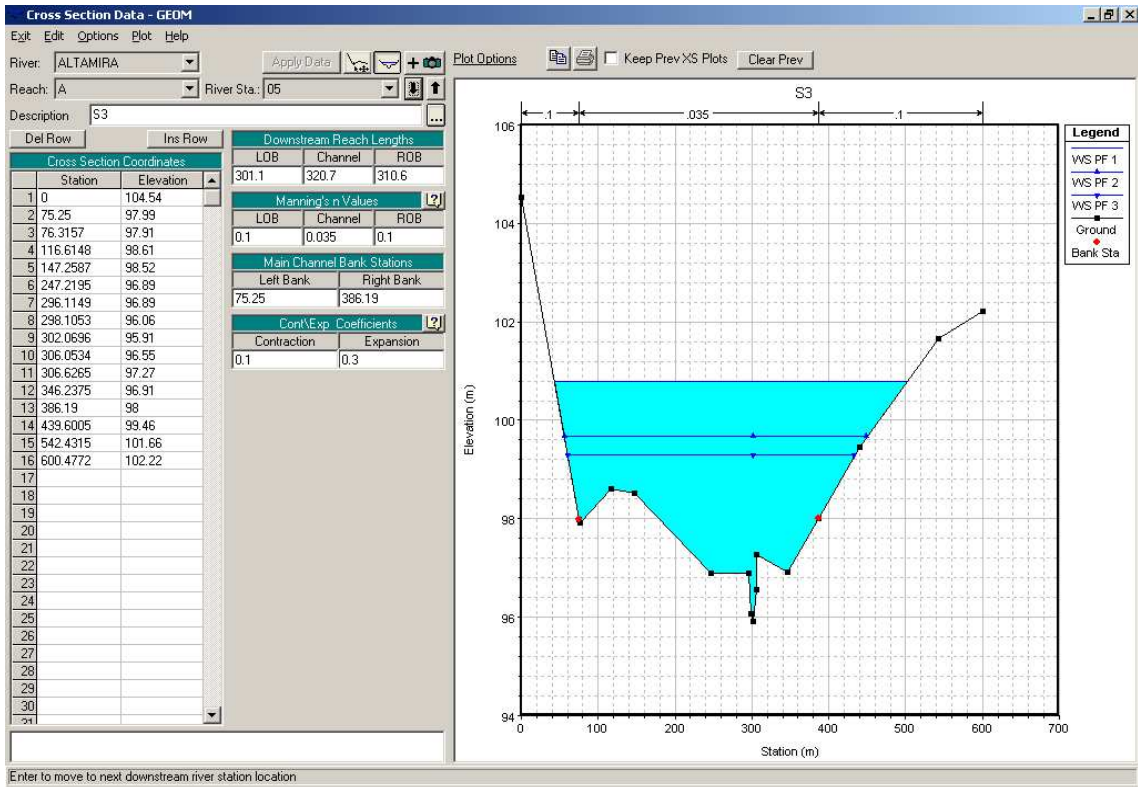 Cross Section Data - GEOM
Exit Edit Options Plot Help
River: ALTAMIRA
Apply Data
Plot Options
Keep Prev XS Plots
Clear Prev
Reach: A
River Sta.: 05
Description S3
Del Row
Ins Row
Cross Section Coordinates
Station Elevation
1 0 104.54
2 75.25 97.99
3 76.3157 97.91
4 116.6148 98.61
5 147.2587 98.52
6 247.2195 96.89
7 296.1149 96.89
8 298.1053 96.06
9 302.0696 95.91
10 306.0534 96.55
11 306.6265 97.27
12 346.2375 96.91
13 386.19 98
14 439.6005 99.46
15 542.4315 101.66
16 600.4772 102.22
17
18
19
20
21
22
23
24
25
26
27
28
29
30
31
Downstream Reach Lengths
LOB Channel ROB
301.1 320.7 310.6
Manning's n Values
LOB Channel ROB
0.1 0.035 0.1
Main Channel Bank Stations
Left Bank Right Bank
75.25 386.19
Cont\Exp Coefficients
Contraction Expansion
0.1 0.3
S3
.1 .035 .1
106
104
102
100
98
96
94
Elevation (m)
0 100 200 300 400 500 600 700
Station (m)
Legend
WS PF 1
WS PF 2
WS PF 3
Ground
Bank Sta
Enter to move to next downstream river station location